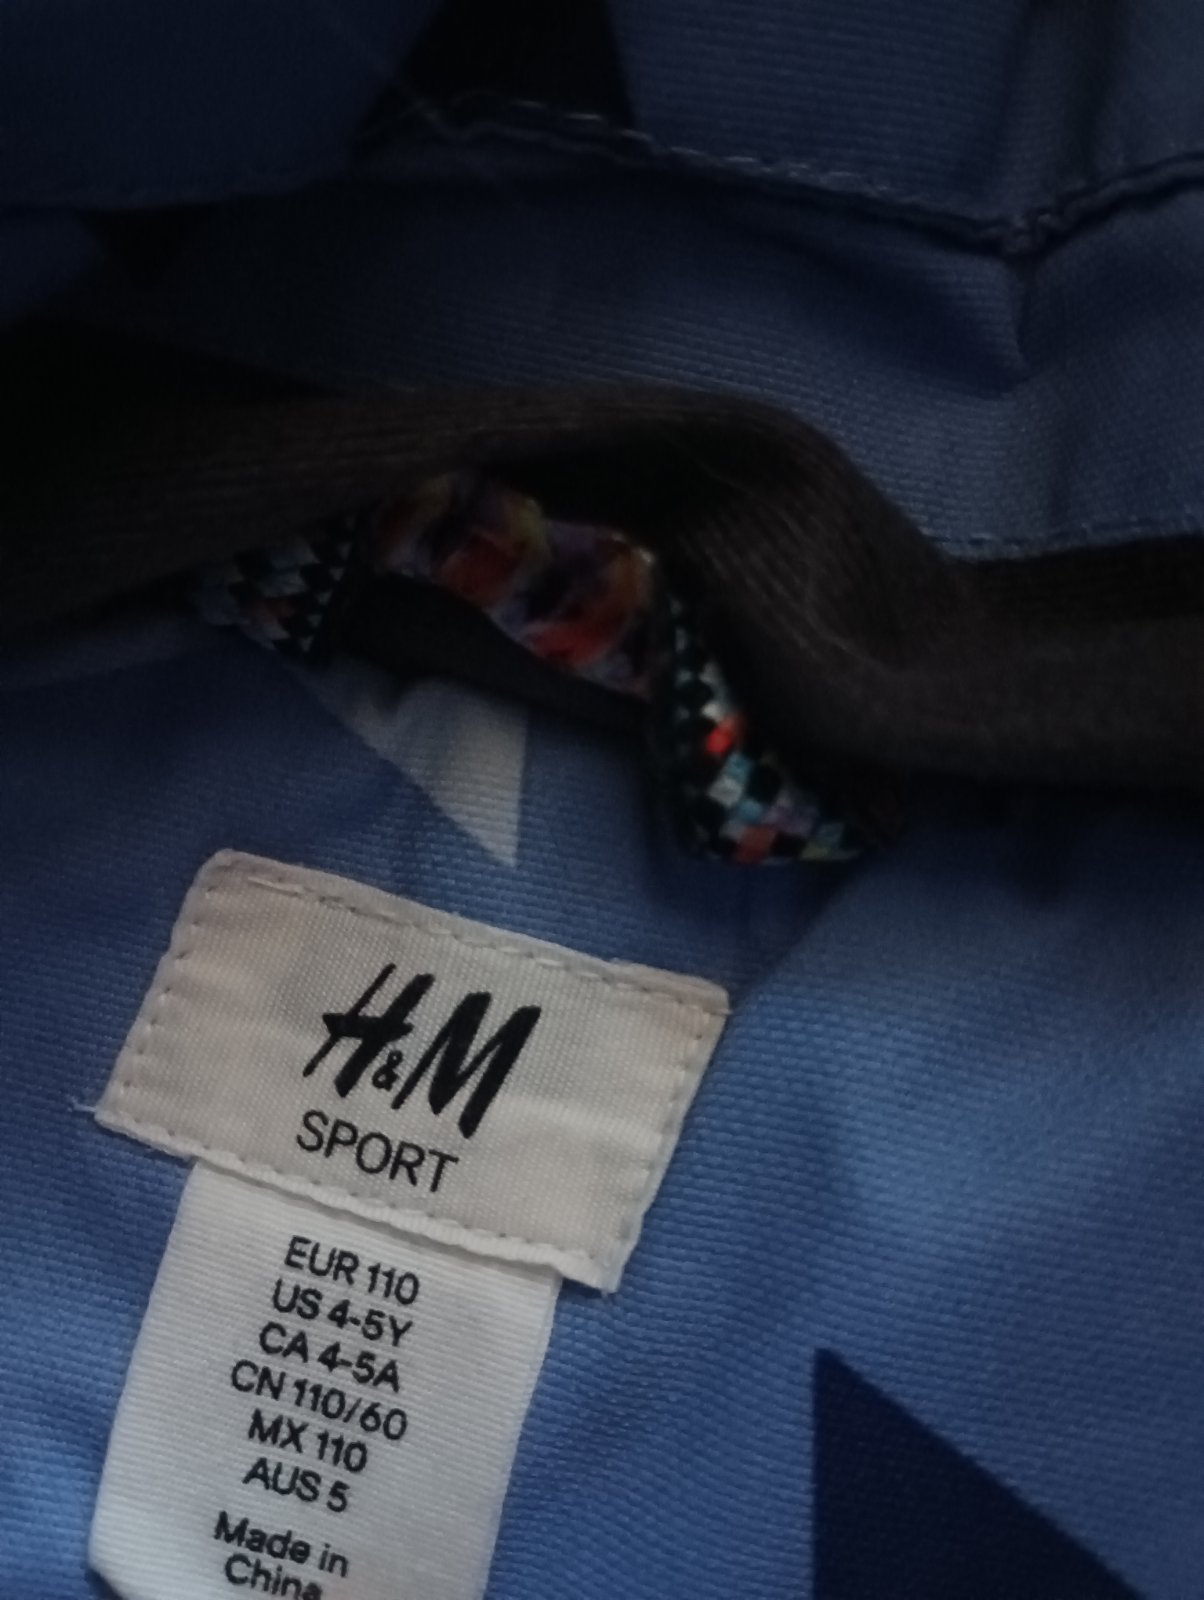 H&M
SPORT
EUR 110
US 4-5Y
CA 4-5A
CN 110/60
MX 110
AUS 5
Made in
China